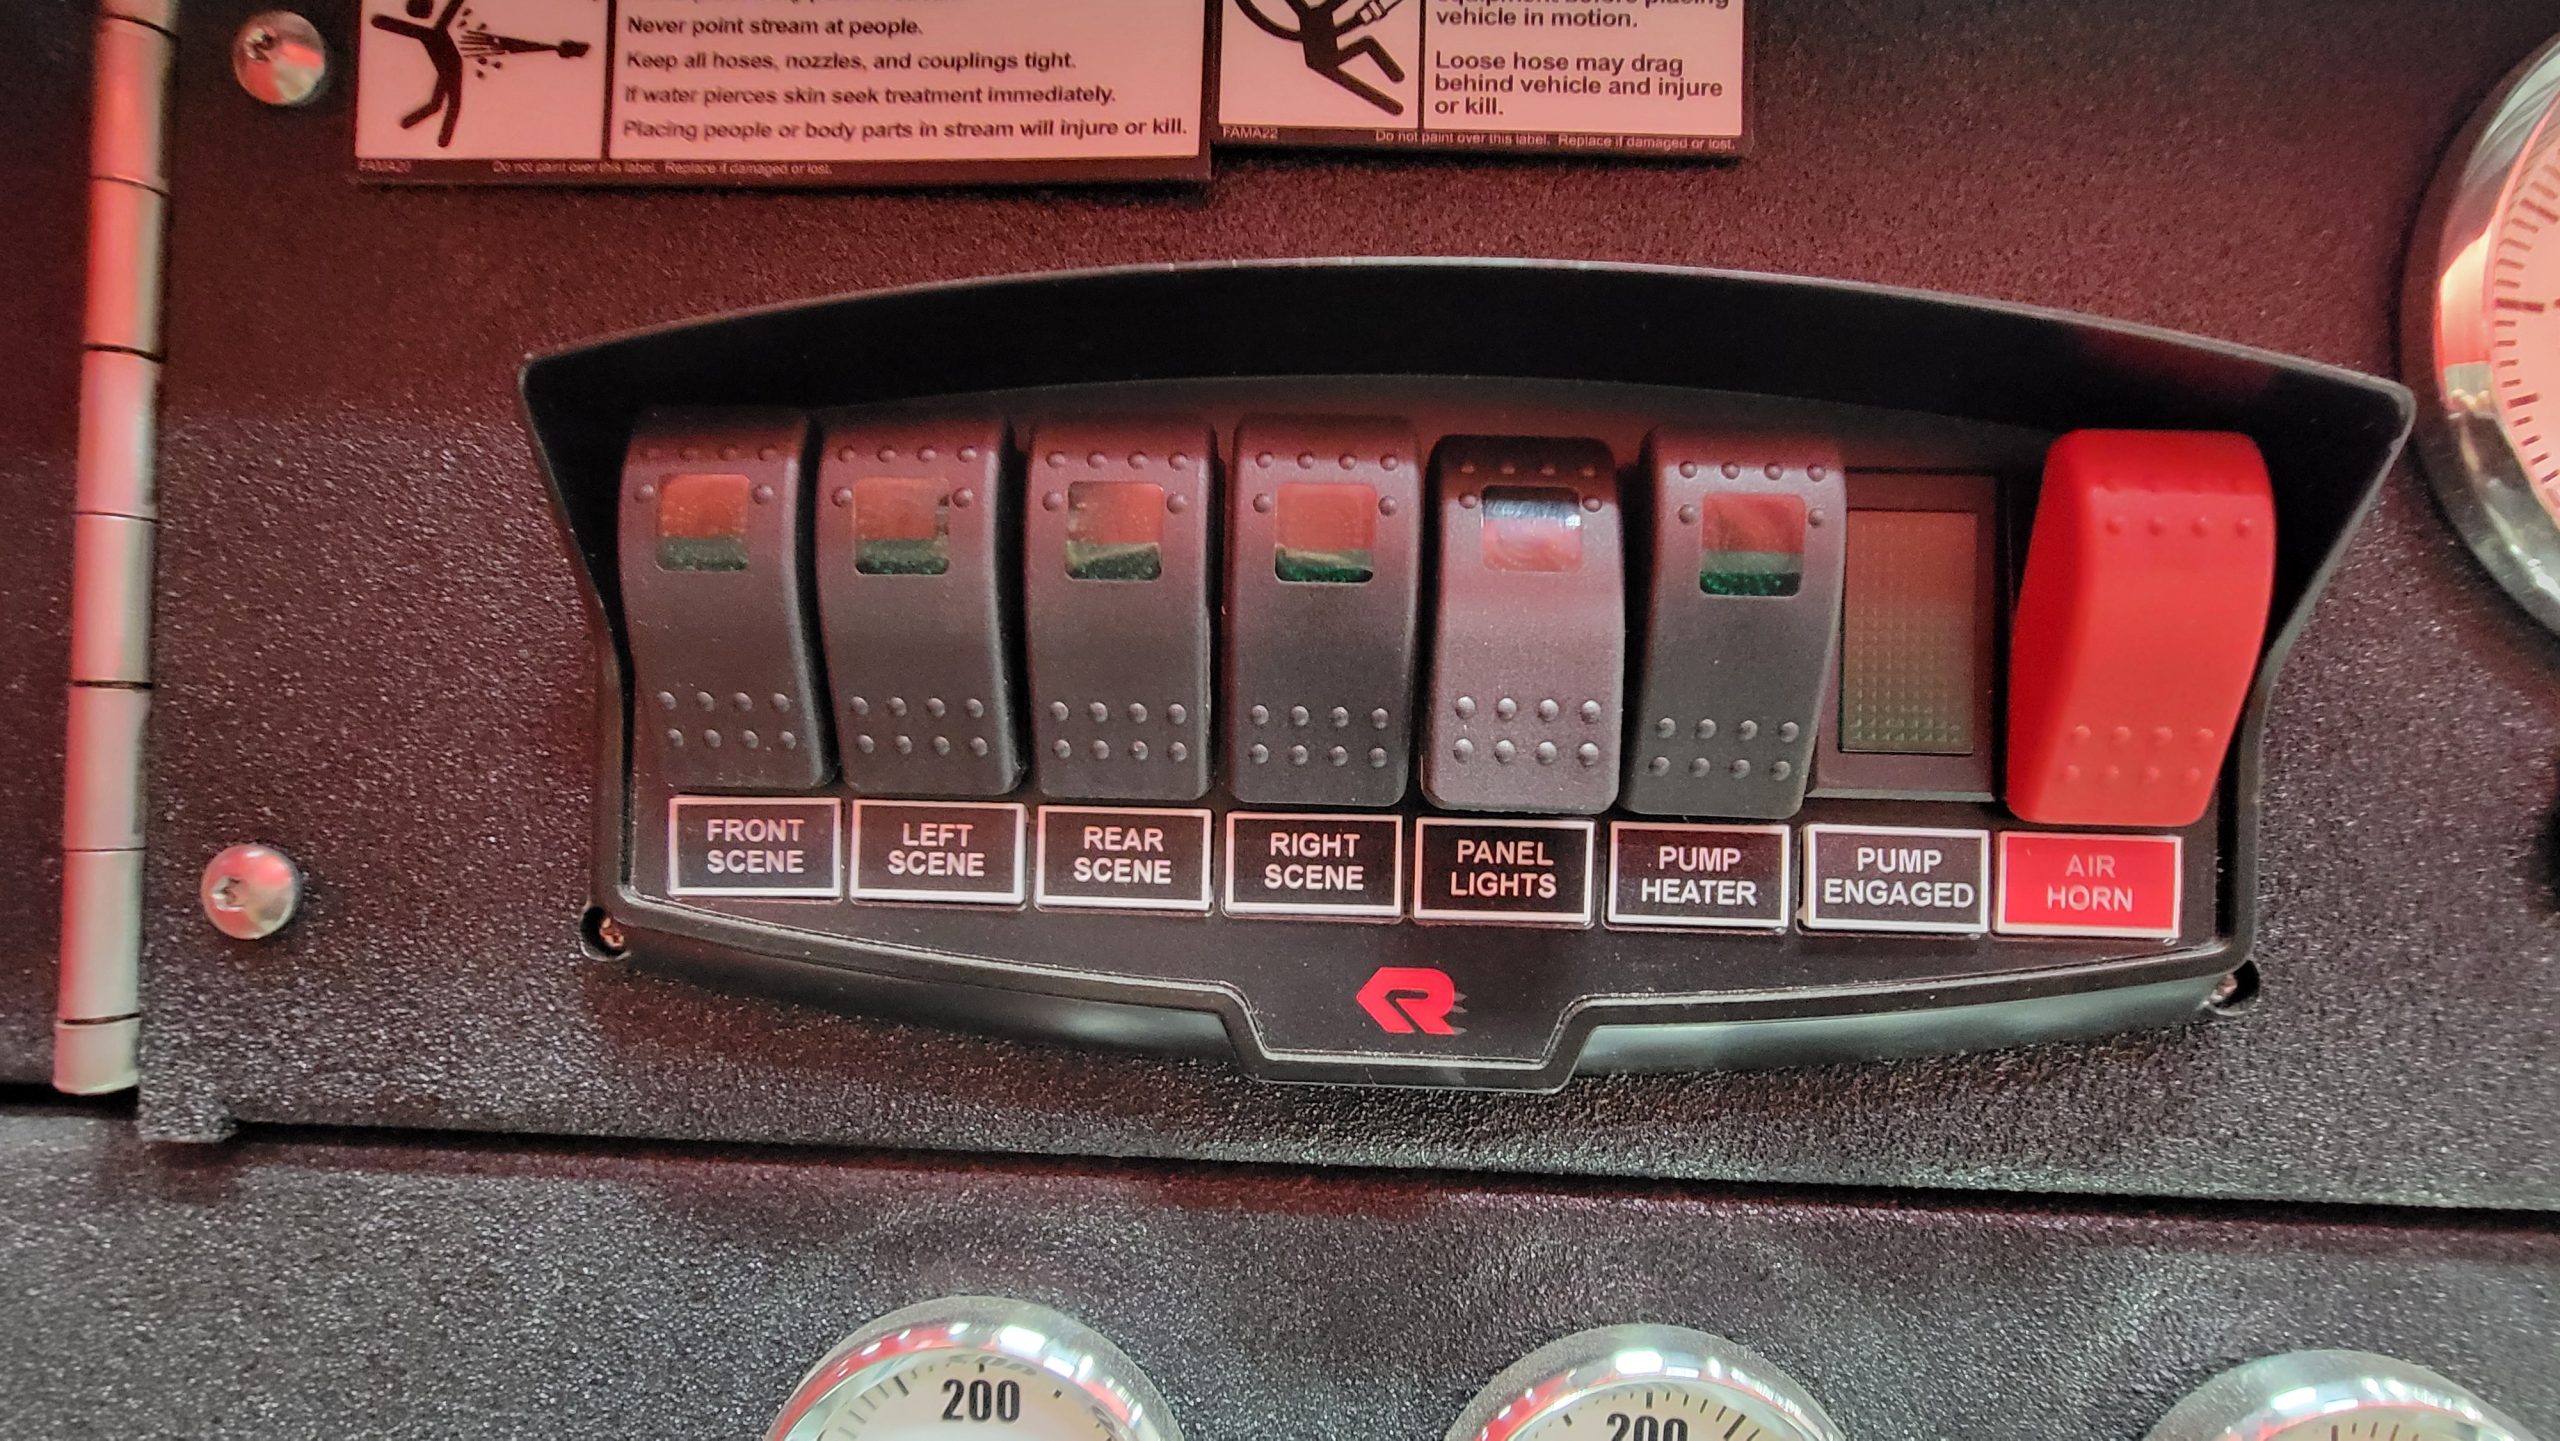 Never point stream at people.
Keep all hoses, nozzles, and couplings tight.
If water pierces skin seek treatment immediately.
Placing people or body parts in stream will injure or kill.
FAMA20
Do not paint over this label. Replace if damaged or lost.
equipment before placing
vehicle in motion.
Loose hose may drag
behind vehicle and injure
or kill.
FAMA22
Do not paint over this label. Replace if damaged or lost.
FRONT
SCENE
LEFT
SCENE
REAR
SCENE
RIGHT
SCENE
PANEL
LIGHTS
PUMP
HEATER
PUMP
ENGAGED
AIR
HORN
R
200
200